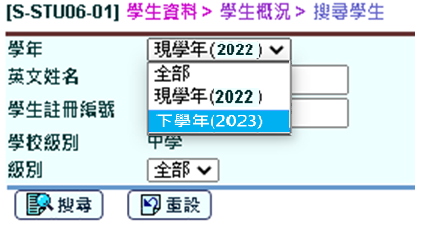 [S-STU06-01] 學生資料 > 學生概況 > 搜尋學生
學年 現學年(2022)
全部
英文姓名
現學年(2022)
學生註冊編號
下學年(2023)
學校級別 中學
級別 全部
搜尋 重設